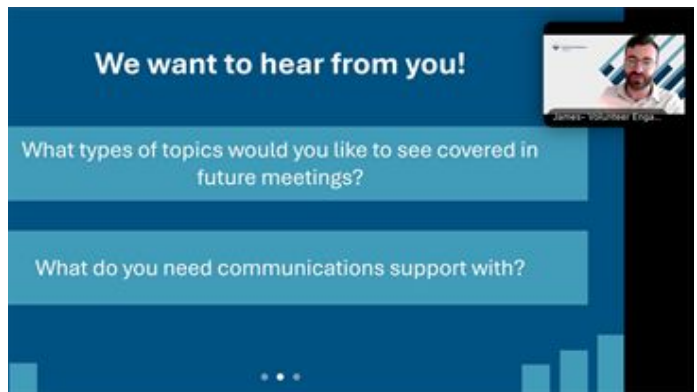 We want to hear from you!
What types of topics would you like to see covered in
future meetings?
What do you need communications support with?
James- Volunteer Enga...